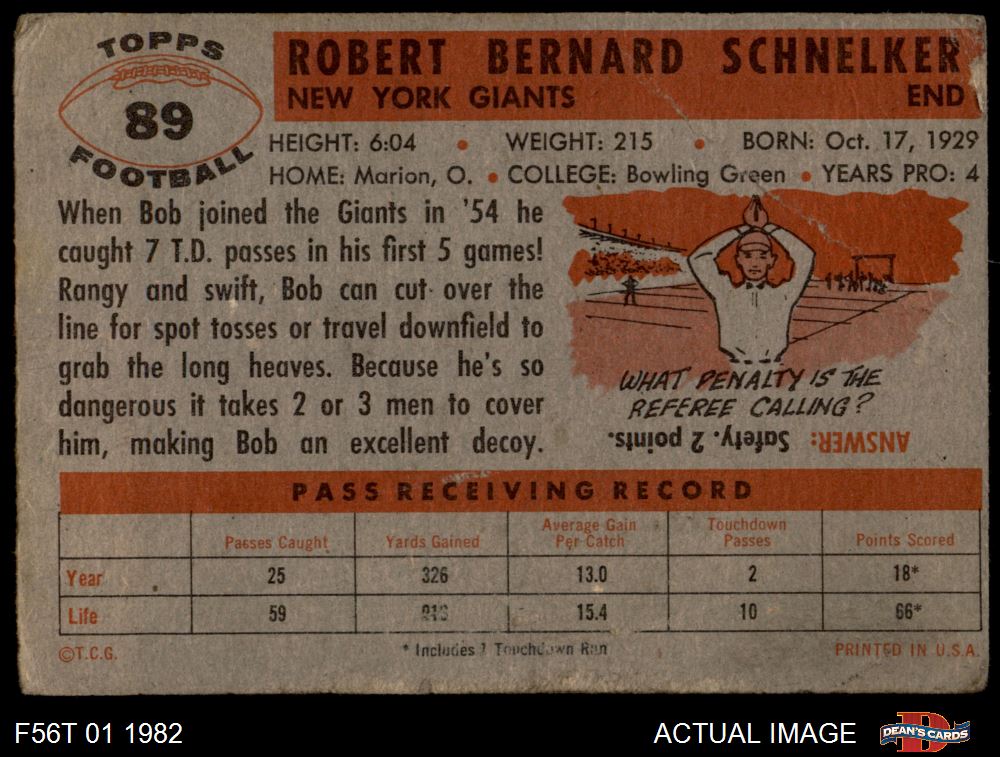 TOPPS
89
FOOTBALL
ROBERT BERNARD SCHNELKER
NEW YORK GIANTS END
HEIGHT: 6:04 • WEIGHT: 215 • BORN: Oct. 17, 1929
HOME: Marion, O. • COLLEGE: Bowling Green • YEARS PRO: 4
When Bob joined the Giants in '54 he
caught 7 T.D. passes in his first 5 games!
Rangy and swift, Bob can cut over the
line for spot tosses or travel downfield to
grab the long heaves. Because he's so
dangerous it takes 2 or 3 men to cover
him, making Bob an excellent decoy.
WHAT PENALTY IS THE
REFEREE CALLING?
ANSWER: Safety. 2 points.
PASS RECEIVING RECORD
Passes Caught Yards Gained Average Gain Per Catch Touchdown Passes Points Scored
Year 25 326 13.0 2 18*
Life 59 15.4 10 66*
* Includes 1 Touchdown Run
©T.C.G. PRINTED IN U.S.A.
F56T 01 1982 ACTUAL IMAGE DEAN'S CARDS